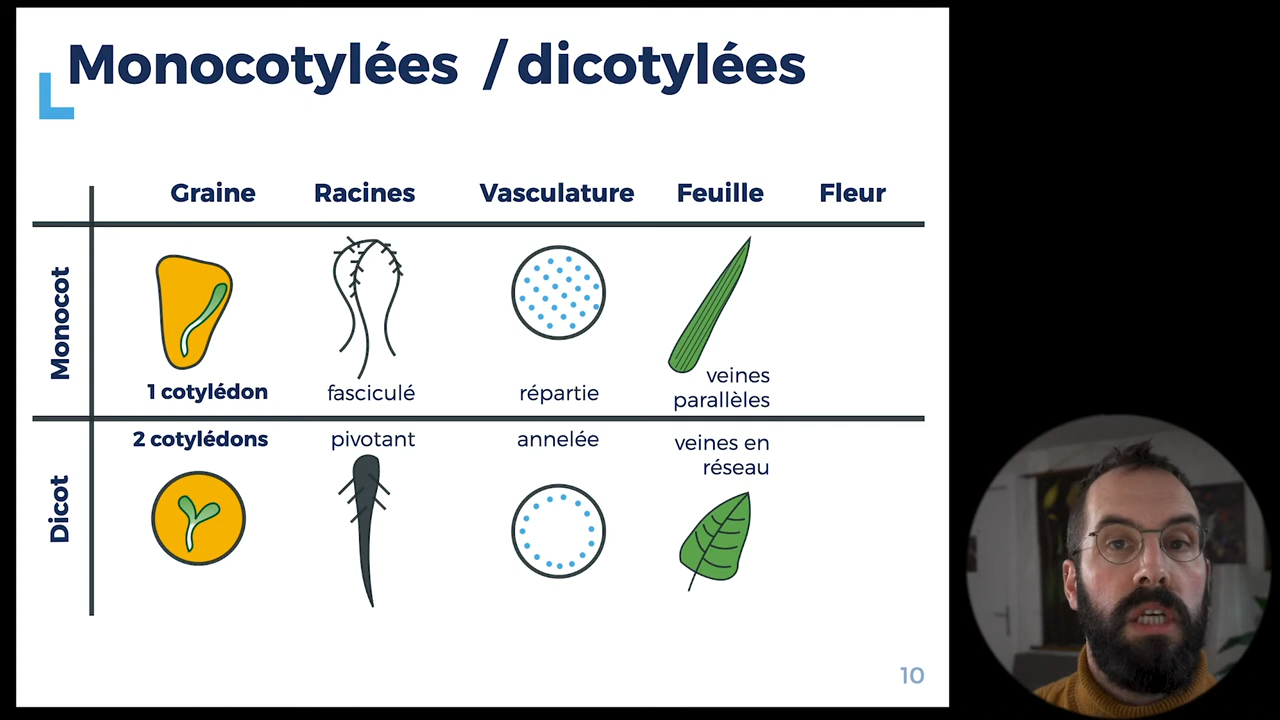 Monocotylées / dicotylées
Graine Racines Vasculature Feuille Fleur
Monocot
1 cotylédon fasciculé répartie veines
parallèles
Dicot
2 cotylédons pivotant annelée veines en
réseau
10